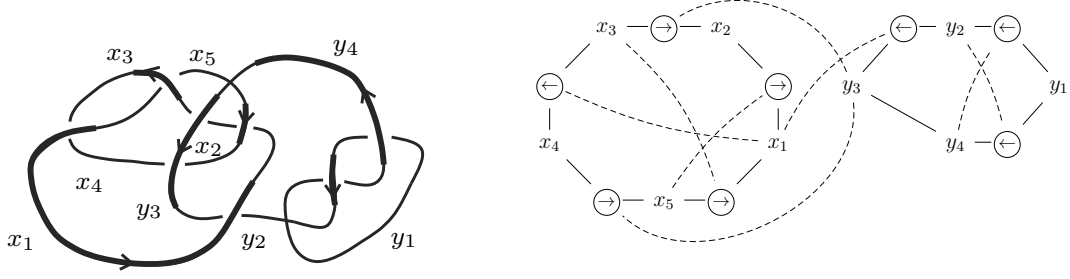 x₃ x₅ y₄
x₂
x₄
y₃
x₁ y₂ y₁
x₃ → x₂ ← y₂ ←
← → y₃ y₁
x₄ x₁ y₄ ←
→ x₅ →